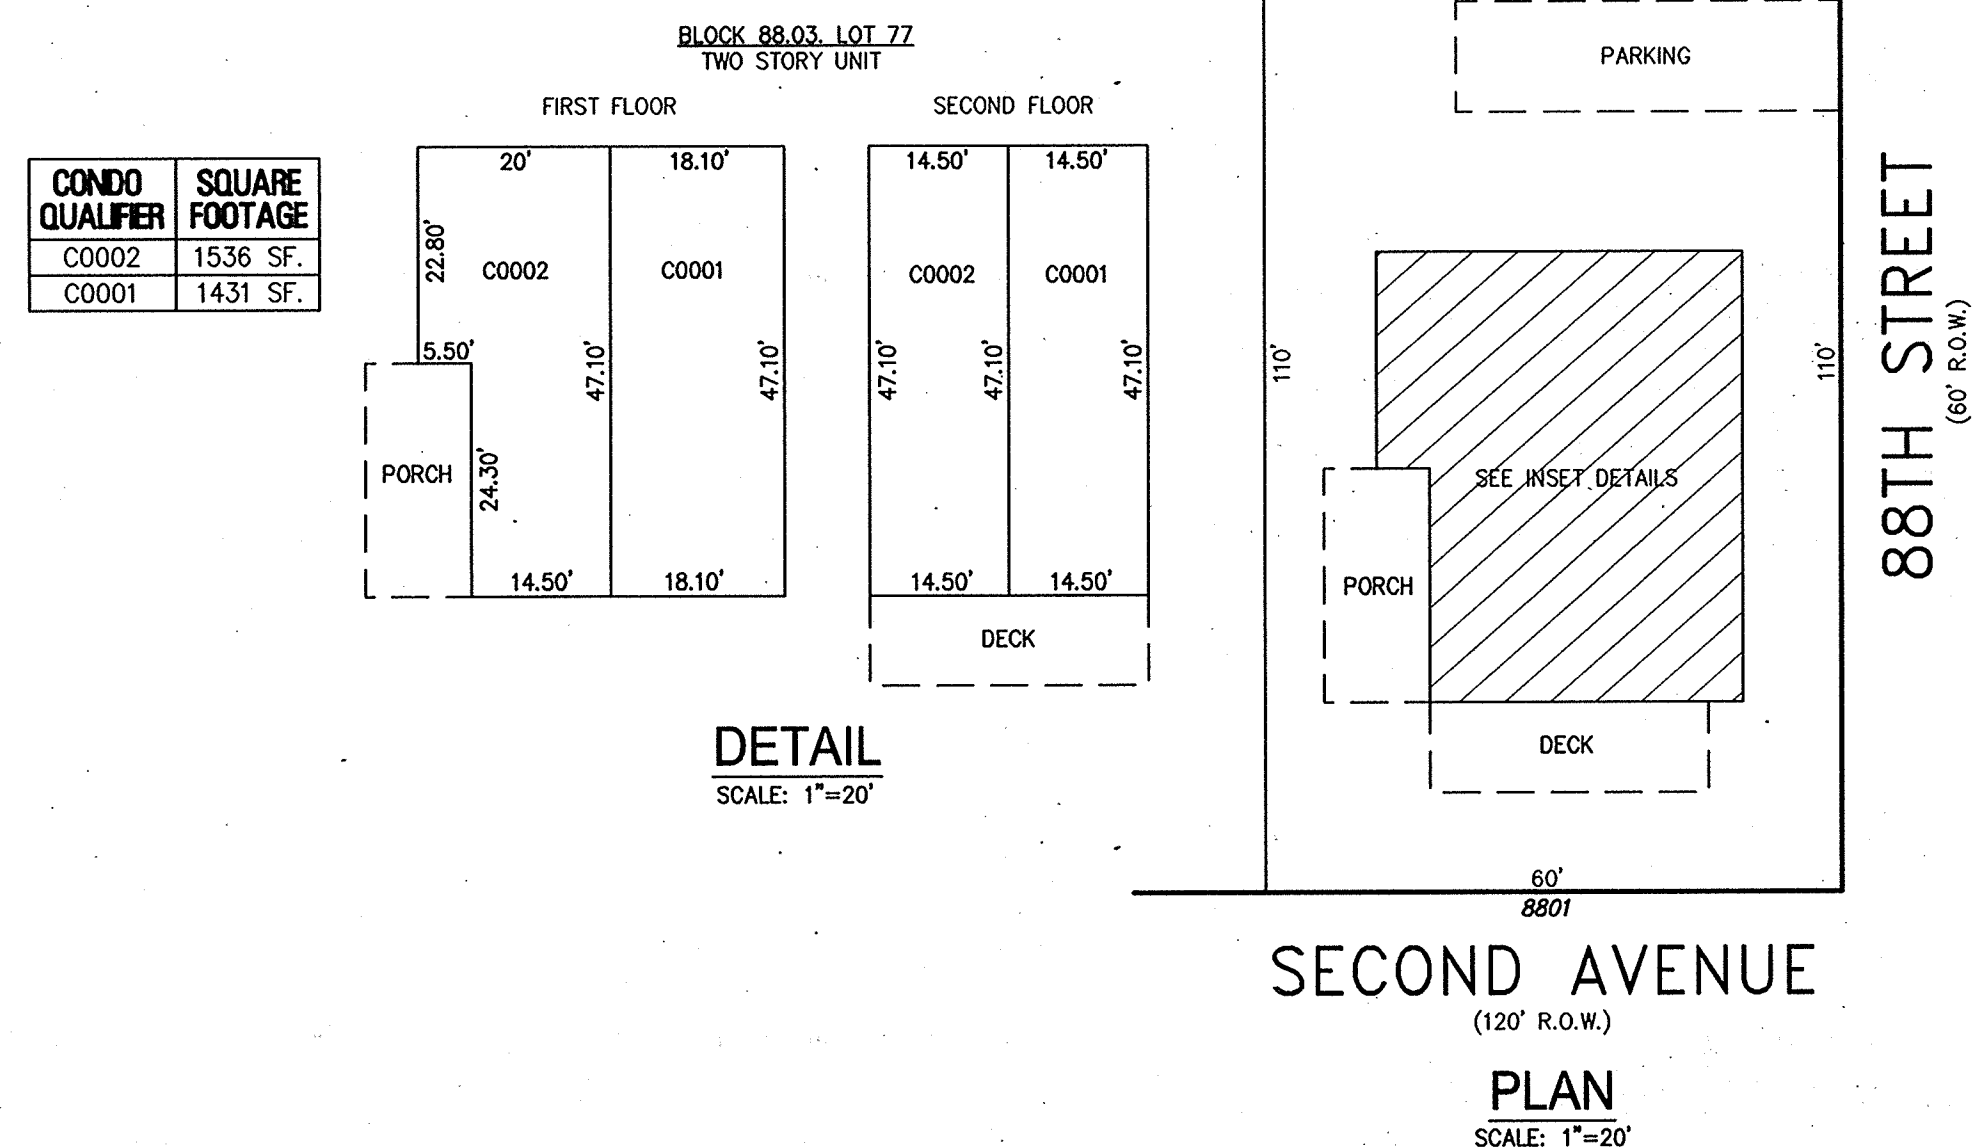 BLOCK 88.03. LOT 77
TWO STORY UNIT
FIRST FLOOR
SECOND FLOOR
CONDO QUALIFIER
SQUARE FOOTAGE
C0002 1536 SF.
C0001 1431 SF.
20'
18.10'
22.80'
C0002
C0001
5.50'
47.10'
47.10'
PORCH
24.30'
14.50'
18.10'
14.50'
14.50'
C0002
C0001
47.10'
47.10'
47.10'
14.50'
14.50'
DECK
DETAIL
SCALE: 1"=20'
PARKING
110'
110'
SEE INSET DETAILS
PORCH
DECK
88TH STREET
(60' R.O.W.)
60'
8801
SECOND AVENUE
(120' R.O.W.)
PLAN
SCALE: 1"=20'